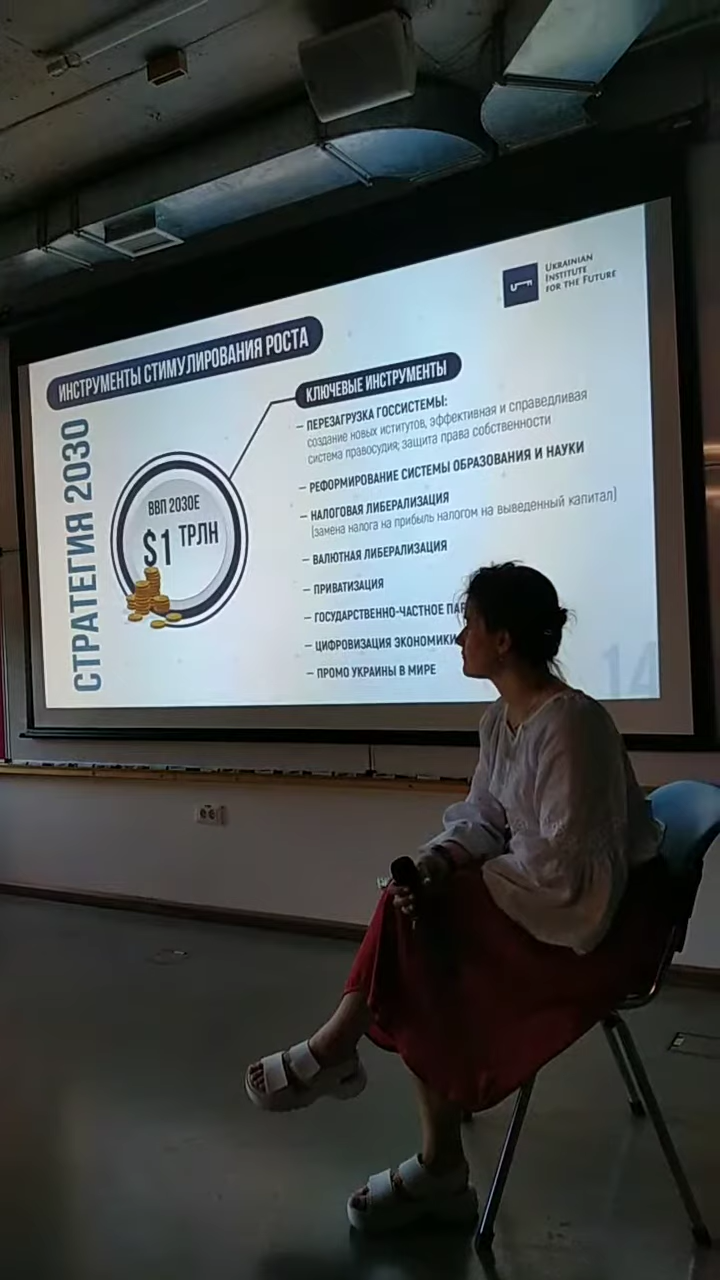 UKRAINIAN
INSTITUTE
FOR THE FUTURE
ИНСТРУМЕНТЫ СТИМУЛИРОВАНИЯ РОСТА
СТРАТЕГИЯ 2030
ВВП 2030E
$1 ТРЛН
КЛЮЧЕВЫЕ ИНСТРУМЕНТЫ
– ПЕРЕЗАГРУЗКА ГОССИСТЕМЫ:
создание новых иститутов, эффективная и справедливая
система правосудия; защита права собственности
– РЕФОРМИРОВАНИЕ СИСТЕМЫ ОБРАЗОВАНИЯ И НАУКИ
– НАЛОГОВАЯ ЛИБЕРАЛИЗАЦИЯ
(замена налога на прибыль налогом на выведенный капитал)
– ВАЛЮТНАЯ ЛИБЕРАЛИЗАЦИЯ
– ПРИВАТИЗАЦИЯ
– ГОСУДАРСТВЕННО-ЧАСТНОЕ
– ЦИФРОВИЗАЦИЯ ЭКОНОМИКИ
– ПРОМО УКРАИНЫ В МИРЕ
14